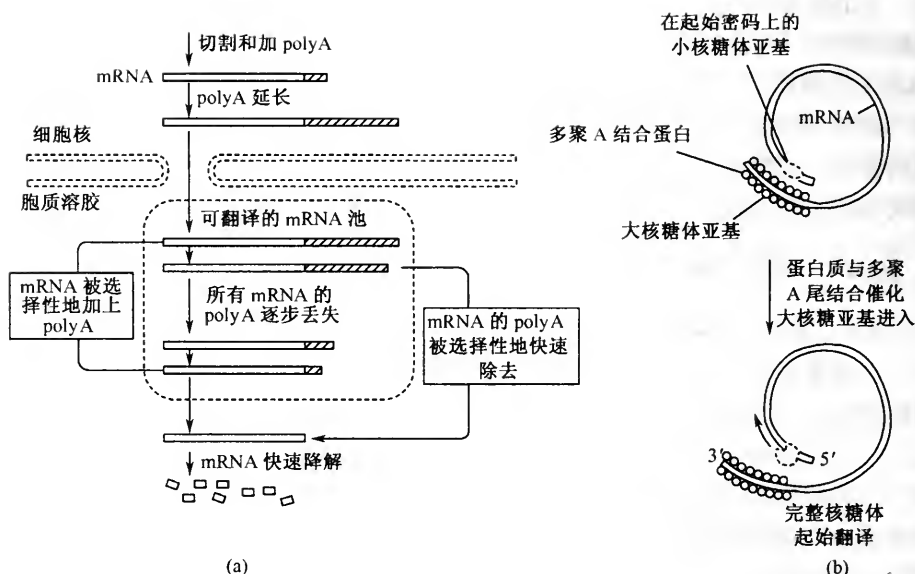 切割和加 polyA
mRNA
polyA 延长
细胞核
胞质溶胶
可翻译的 mRNA 池
mRNA 被选
择性地加上
polyA
所有 mRNA 的
polyA 逐步丢失
mRNA 的 polyA
被选择性地快速
除去
mRNA 快速降解
(a)
在起始密码上的
小核糖体亚基
mRNA
多聚 A 结合蛋白
大核糖体亚基
蛋白质与多聚
A 尾结合催化
大核糖亚基进入
3′
5′
完整核糖体
起始翻译
(b)